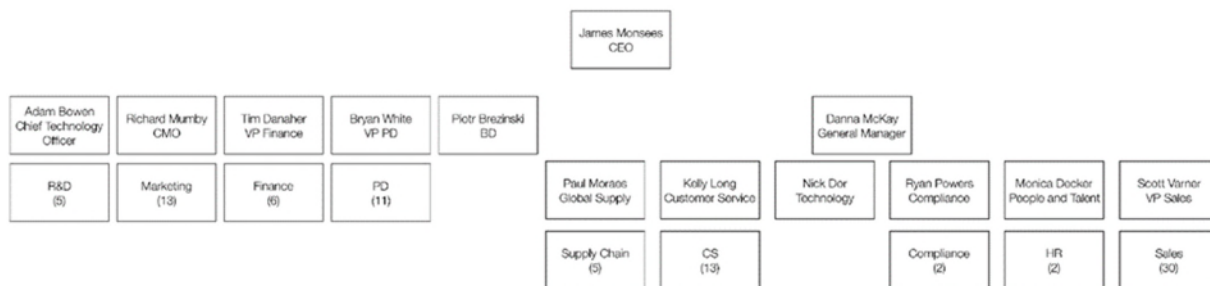 James Monsees
CEO
Adam Bowen
Chief Technology
Officer
Richard Mumby
CMO
Tim Danaher
VP Finance
Bryan White
VP PD
Piotr Brezinski
BD
Danna McKay
General Manager
R&D
(5)
Marketing
(13)
Finance
(6)
PD
(11)
Paul Moraes
Global Supply
Kelly Long
Customer Service
Nick Dor
Technology
Ryan Powers
Compliance
Monica Decker
People and Talent
Scott Varner
VP Sales
Supply Chain
(5)
CS
(13)
Compliance
(2)
HR
(2)
Sales
(30)